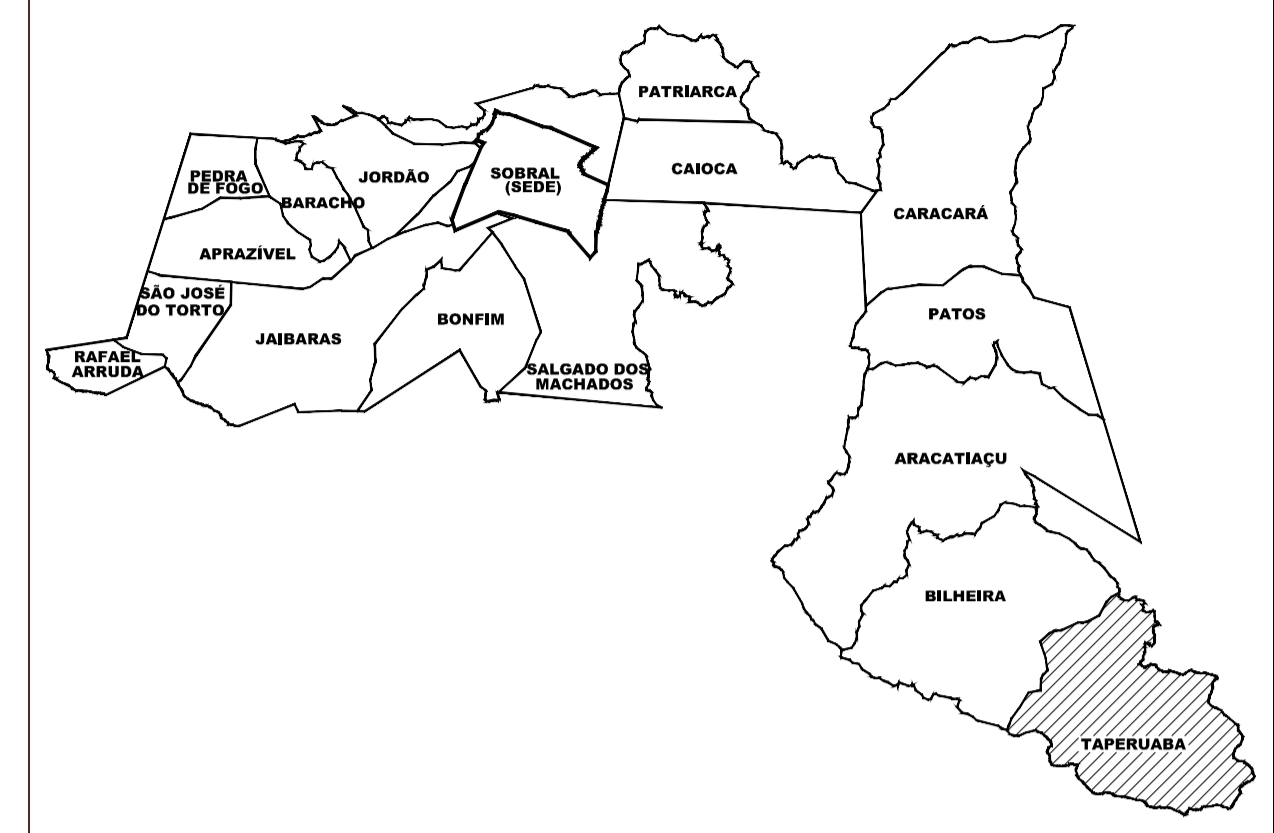 PATRIARCA
CAIOCA
SOBRAL
(SEDE)
JORDÃO
PEDRA
DE FOGO
BARACHO
CARACARÁ
APRAZÍVEL
SÃO JOSÉ
DO TORTO
JAIBARAS
BONFIM
PATOS
RAFAEL
ARRUDA
SALGADO DOS
MACHADOS
ARACATIAÇU
BILHEIRA
TAPERUABA